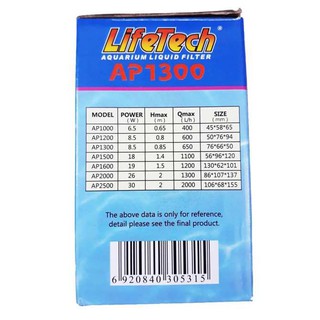 LifeTech
AQUARIUM LIQUID FILTER
AP1300
MODEL POWER (W) Hmax (m) Qmax (L/h) SIZE (mm)
AP1000 6.5 0.65 400 45*58*65
AP1200 8.5 0.8 600 50*76*94
AP1300 8.5 0.85 650 76*66*50
AP1500 18 1.4 1100 56*96*120
AP1600 19 1.5 1200 130*62*101
AP2000 26 2 1300 86*107*137
AP2500 30 2 2000 106*68*155
The above data is only for reference,
detail please see the final product.
6 920840 305315